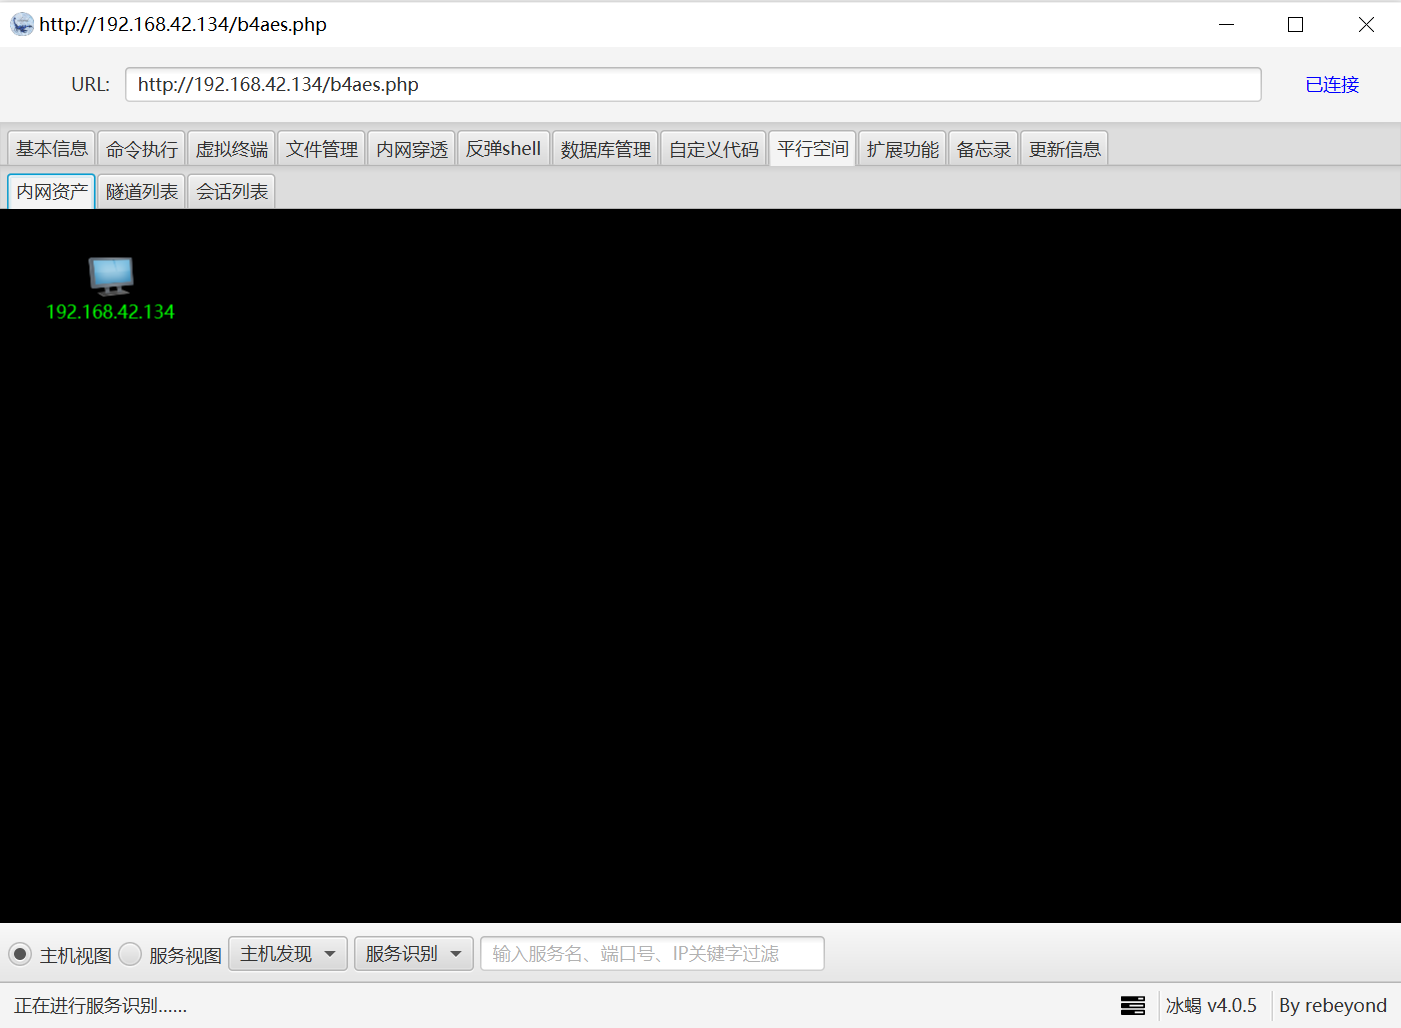 http://192.168.42.134/b4aes.php
URL: http://192.168.42.134/b4aes.php 已连接
基本信息 命令执行 虚拟终端 文件管理 内网穿透 反弹shell 数据库管理 自定义代码 平行空间 扩展功能 备忘录 更新信息
内网资产 隧道列表 会话列表
192.168.42.134
主机视图 服务视图 主机发现 服务识别 输入服务名、端口号、IP关键字过滤
正在进行服务识别...... 冰蝎 v4.0.5 By rebeyond